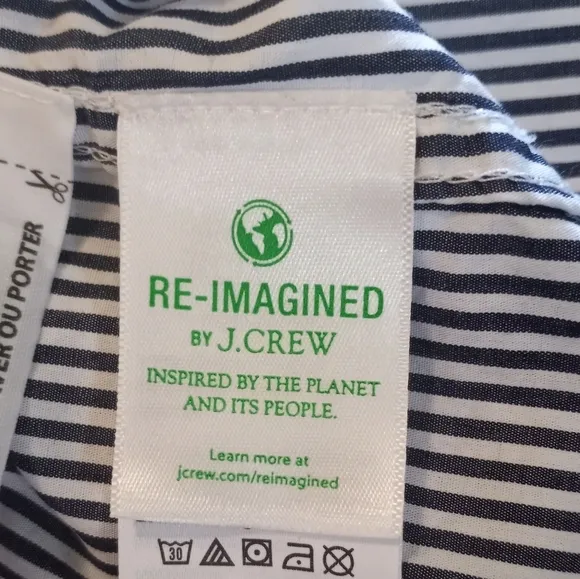 RE-IMAGINED
BY J.CREW
INSPIRED BY THE PLANET
AND ITS PEOPLE.
Learn more at
jcrew.com/reimagined
OU PORTER
30